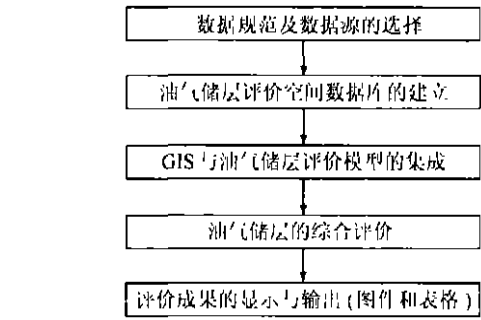 数据规范及数据源的选择
油气储层评价空间数据库的建立
GIS与油气储层评价模型的集成
油气储层的综合评价
评价成果的显示与输出(图件和表格)